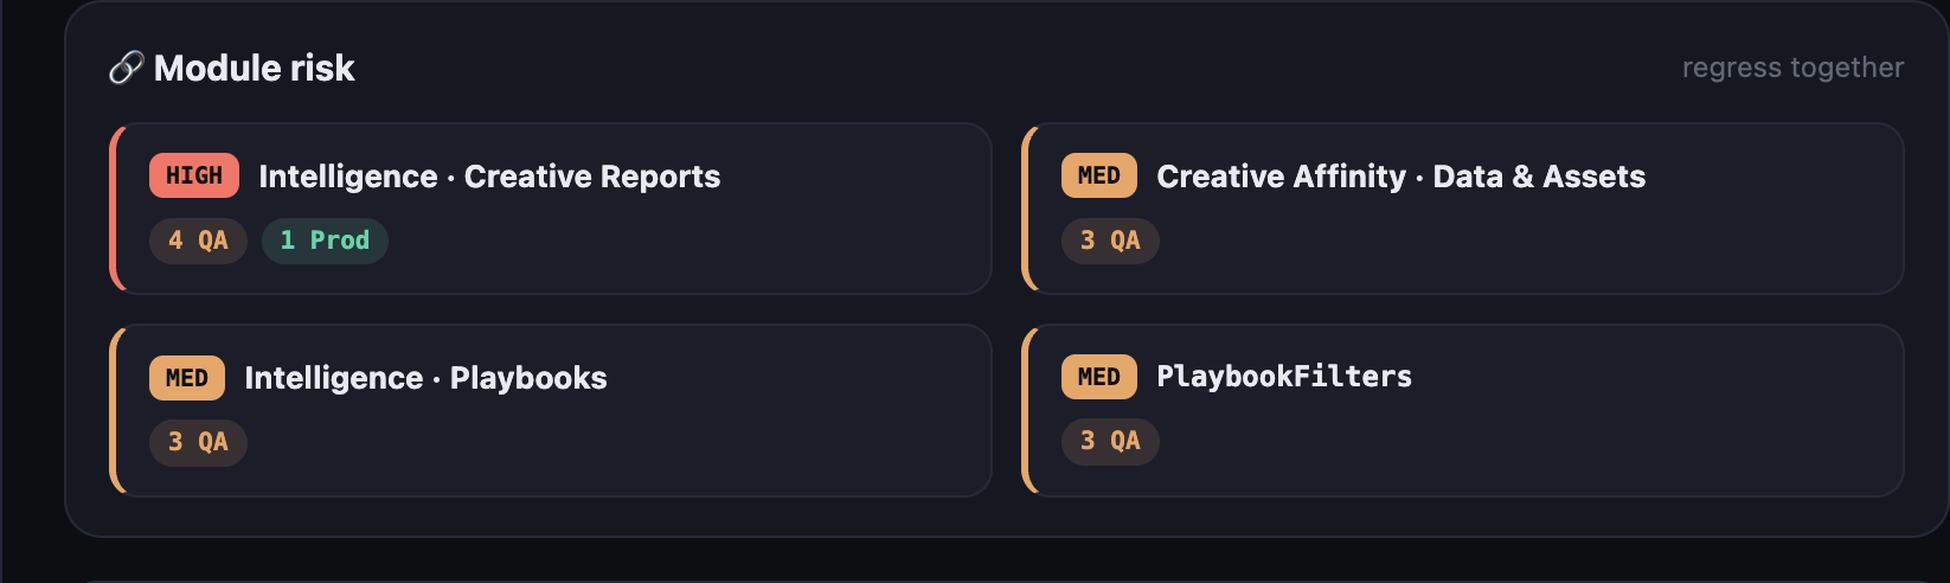 🔗 Module risk
regress together
HIGH Intelligence · Creative Reports
4 QA 1 Prod
MED Creative Affinity · Data & Assets
3 QA
MED Intelligence · Playbooks
3 QA
MED PlaybookFilters
3 QA